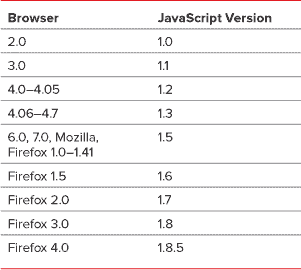 Browser JavaScript Version
2.0 1.0
3.0 1.1
4.0–4.05 1.2
4.06–4.7 1.3
6.0, 7.0, Mozilla, 1.5
Firefox 1.0–1.41
Firefox 1.5 1.6
Firefox 2.0 1.7
Firefox 3.0 1.8
Firefox 4.0 1.8.5